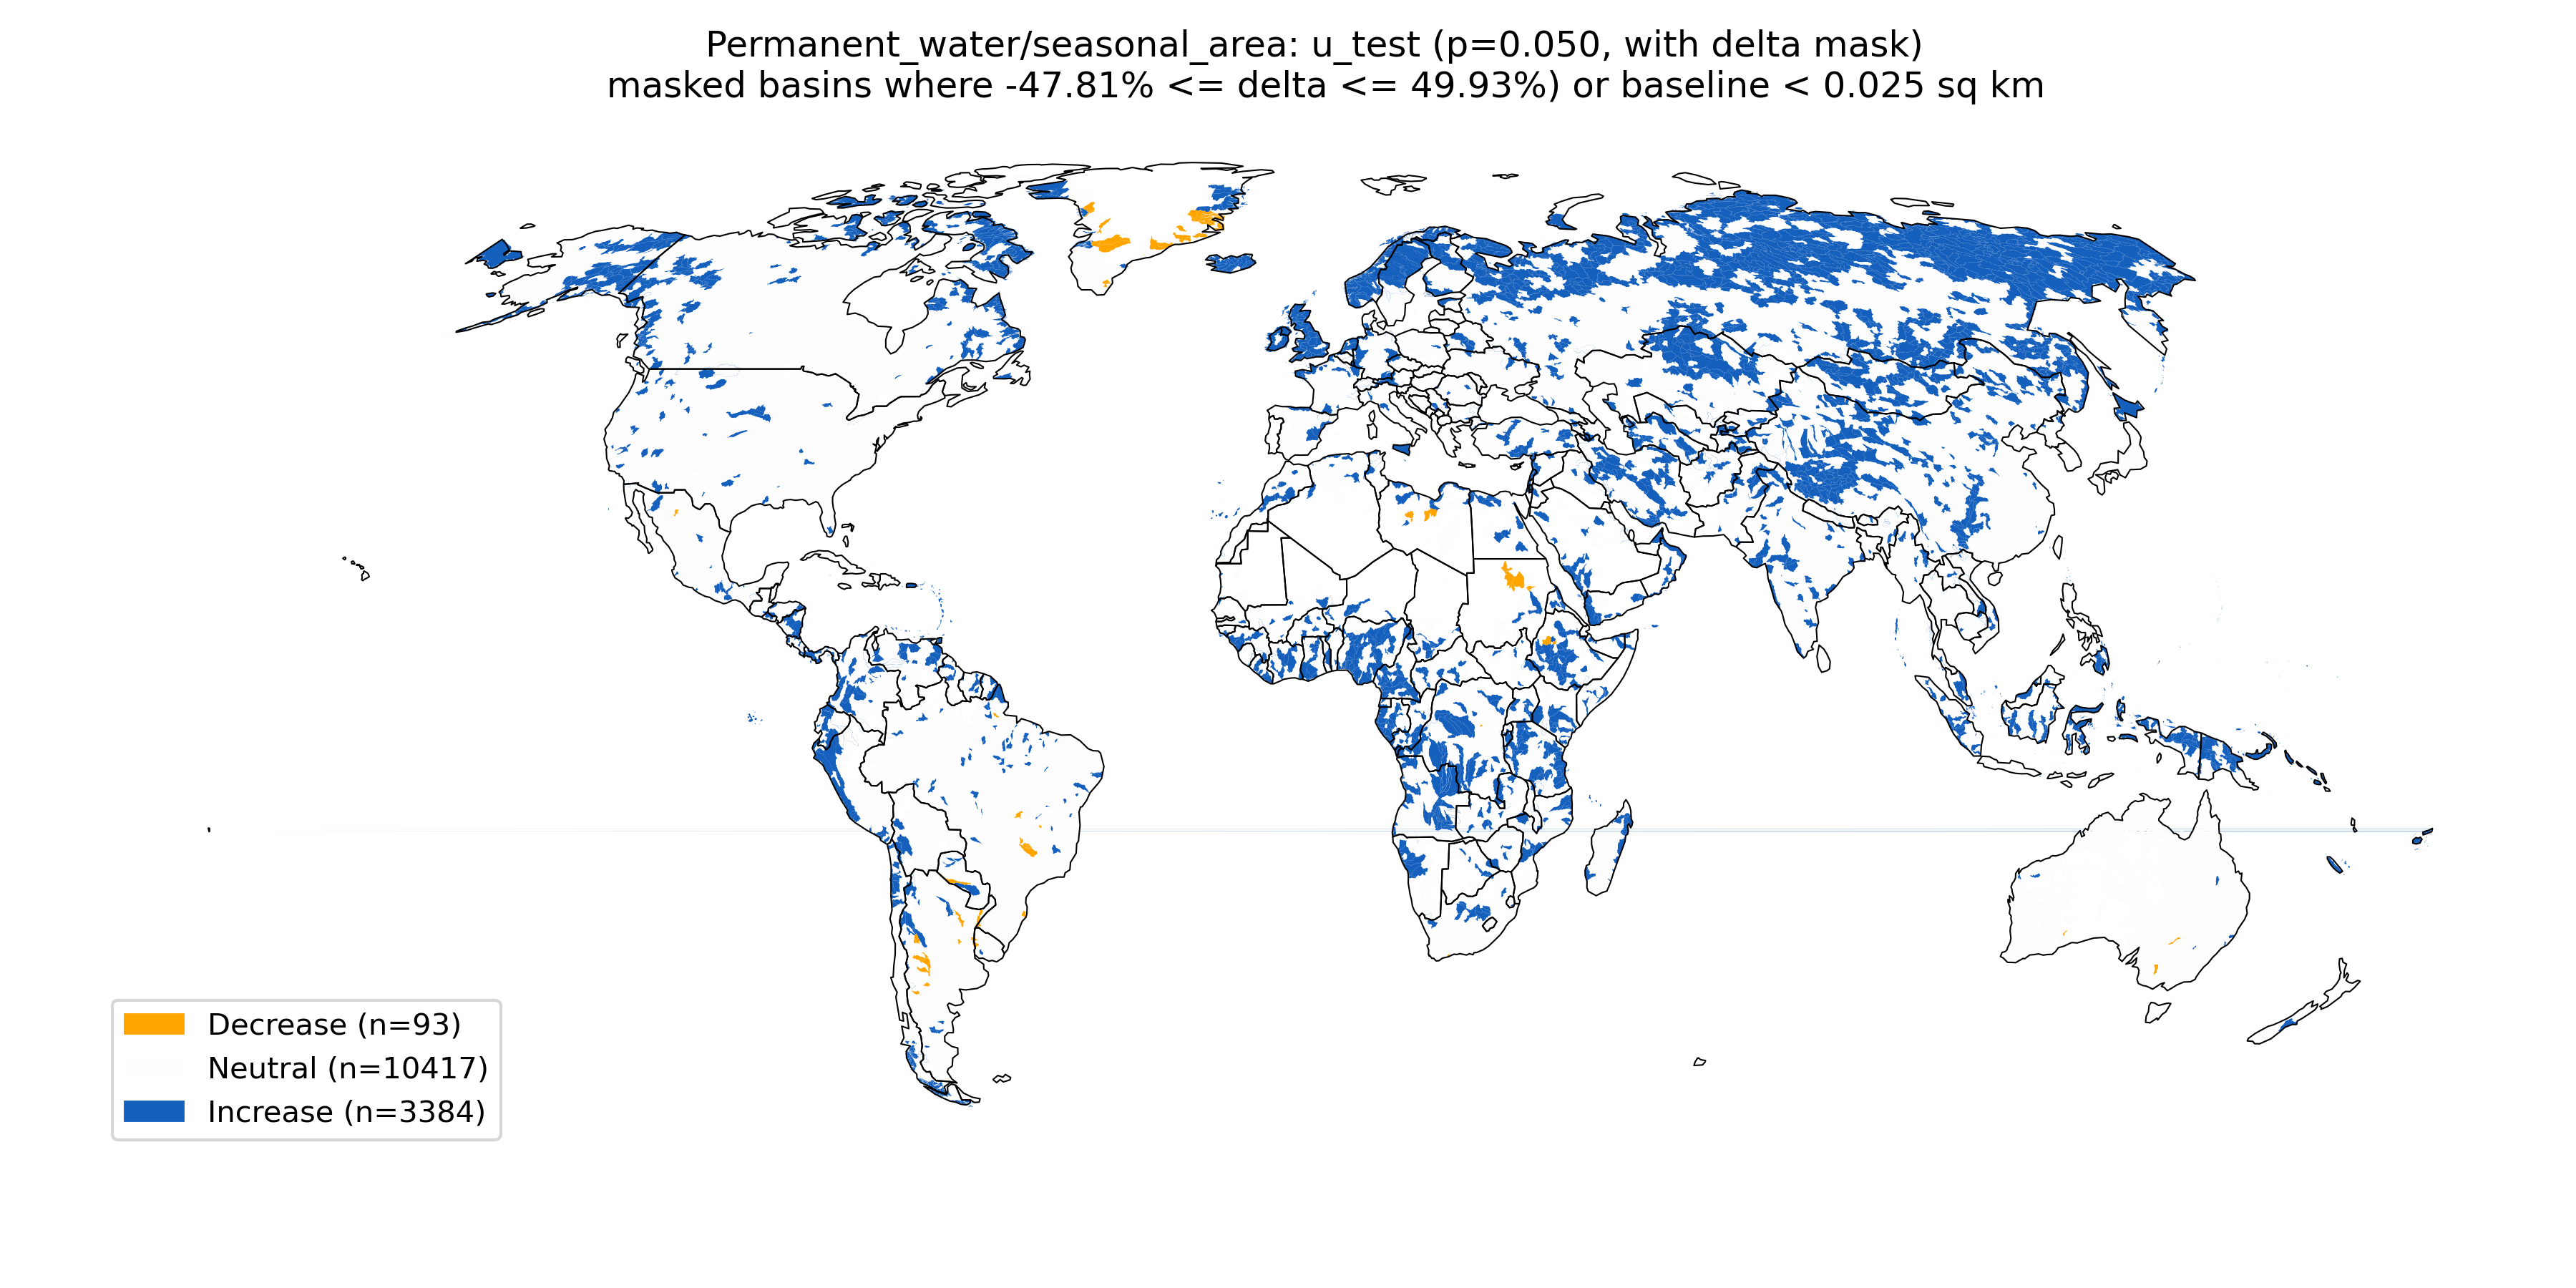 Permanent_water/seasonal_area: u_test (p=0.050, with delta mask)
masked basins where -47.81% <= delta <= 49.93%) or baseline < 0.025 sq km
Decrease (n=93)
Neutral (n=10417)
Increase (n=3384)